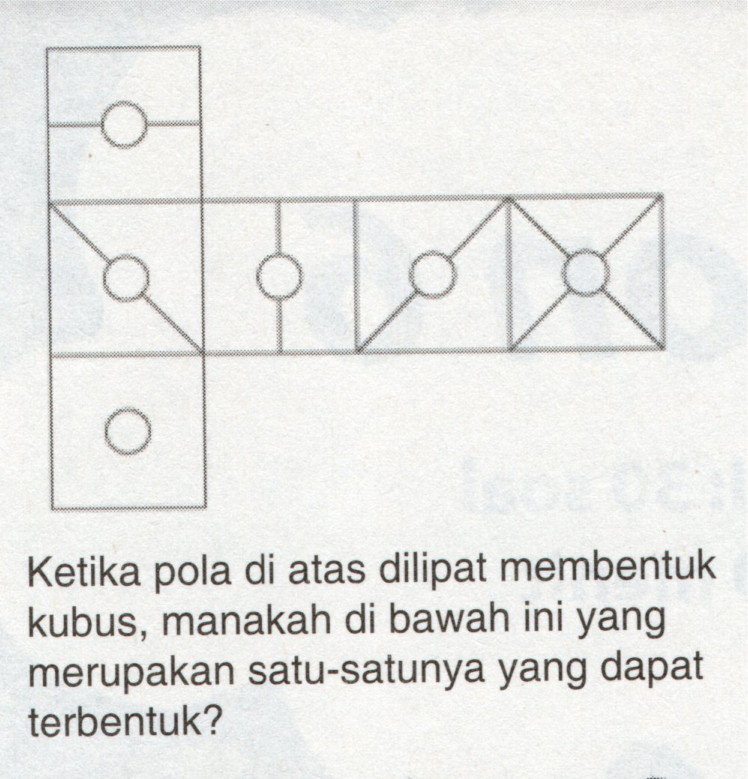 Ketika pola di atas dilipat membentuk
kubus, manakah di bawah ini yang
merupakan satu-satunya yang dapat
terbentuk?